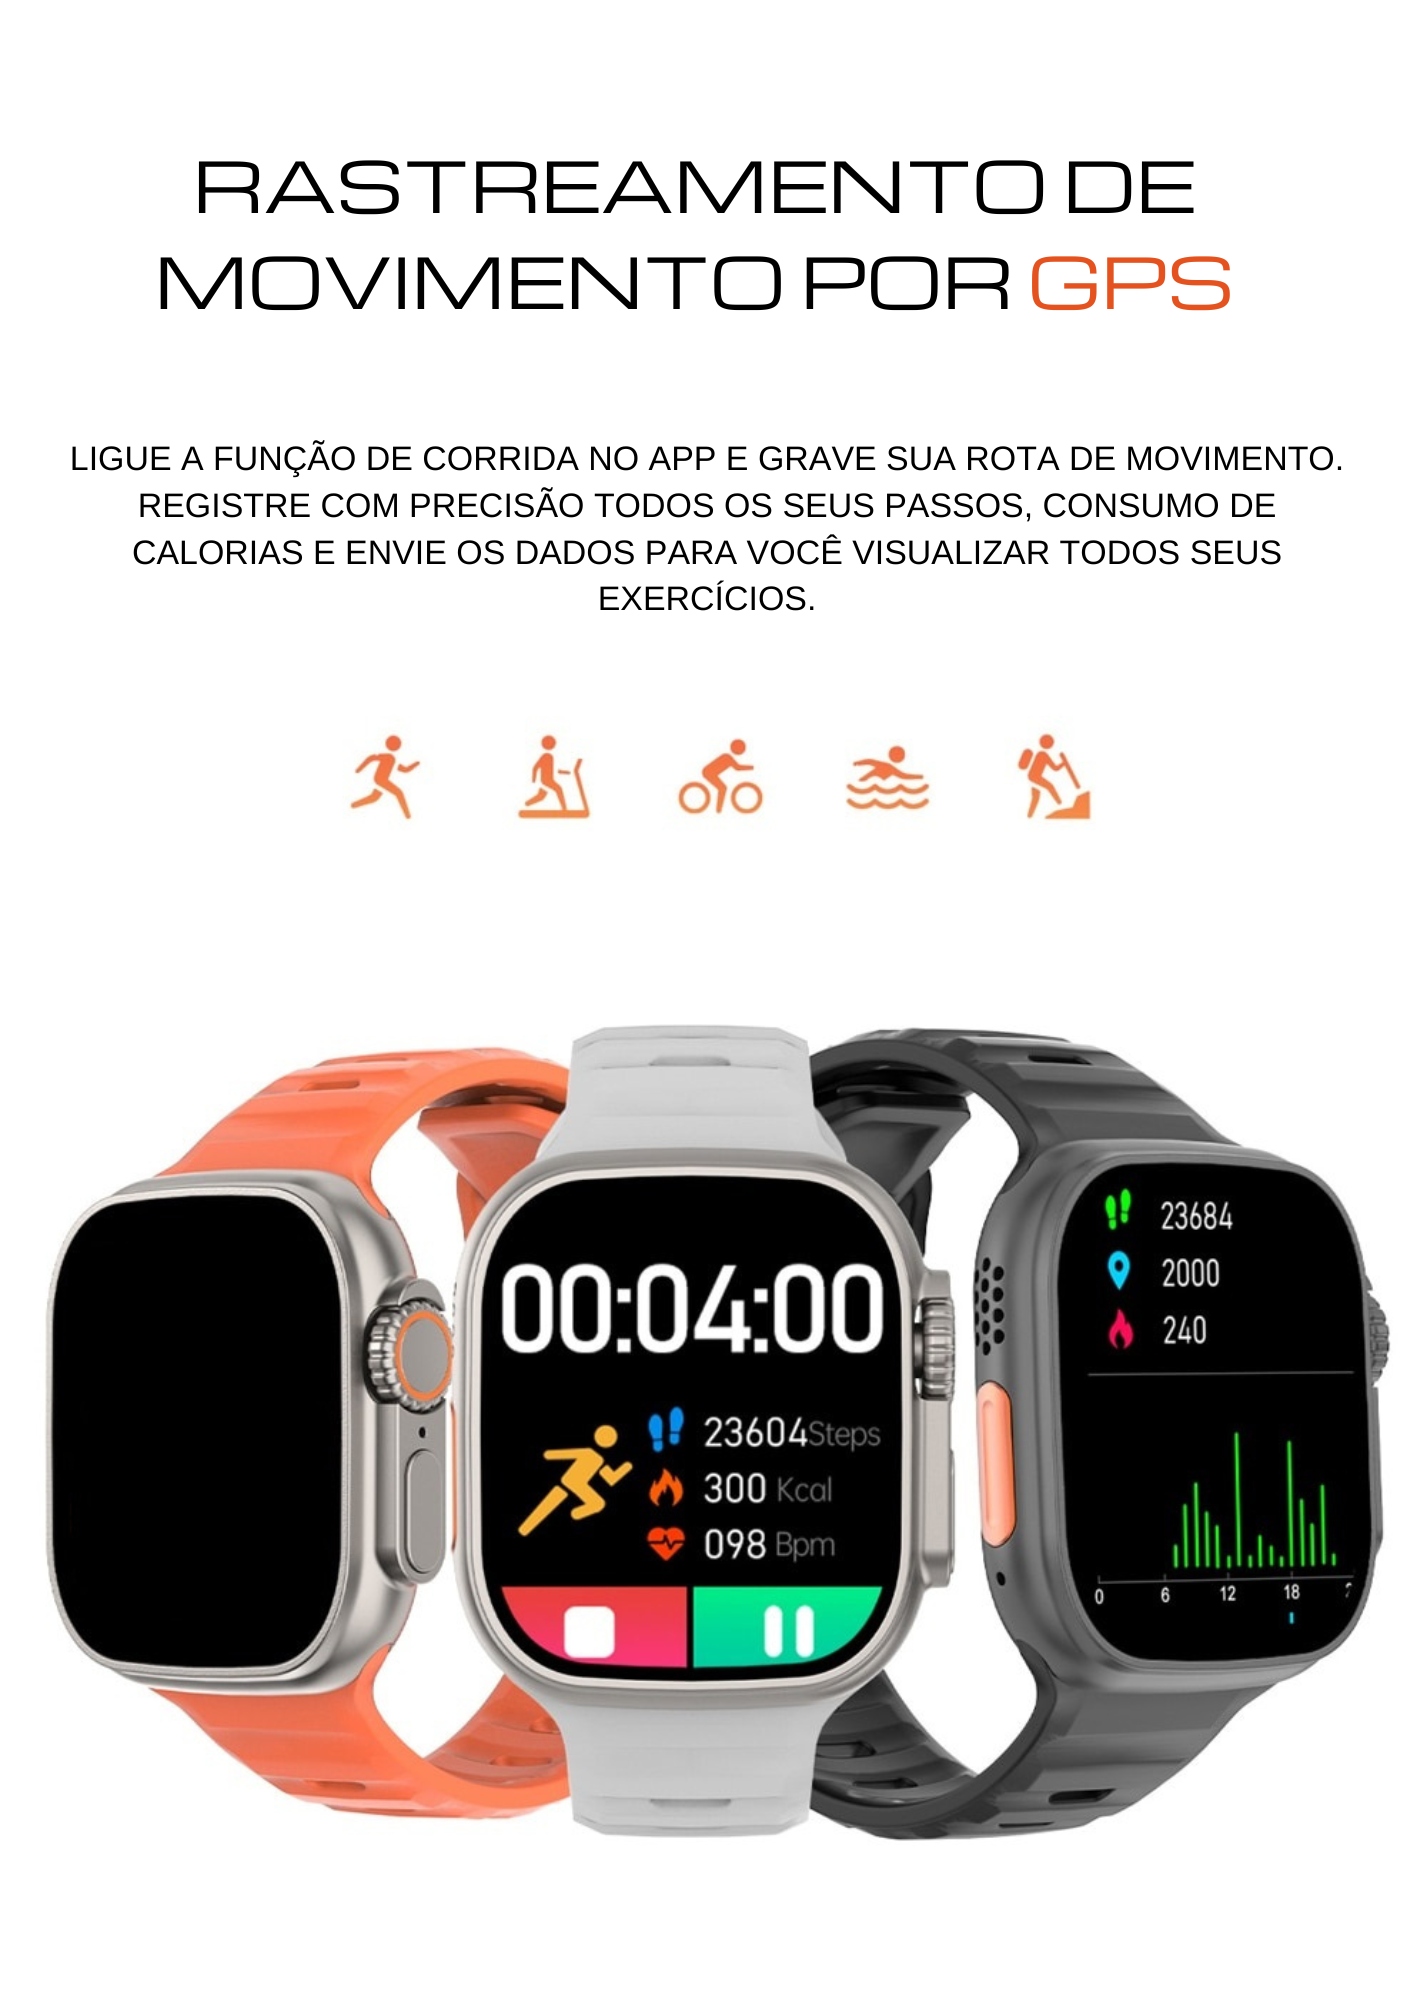 RASTREAMENTO DE
MOVIMENTO POR GPS
LIGUE A FUNÇÃO DE CORRIDA NO APP E GRAVE SUA ROTA DE MOVIMENTO.
REGISTRE COM PRECISÃO TODOS OS SEUS PASSOS, CONSUMO DE
CALORIAS E ENVIE OS DADOS PARA VOCÊ VISUALIZAR TODOS SEUS
EXERCÍCIOS.
00:04:00
23604Steps
300 Kcal
098 Bpm
23684
2000
240
0 6 12 18